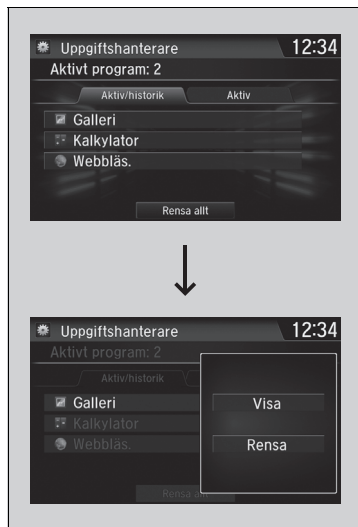 Uppgiftshanterare 12:34
Aktivt program: 2
Aktiv/historik Aktiv
Galleri
Kalkylator
Webbläs.
Rensa allt
Uppgiftshanterare 12:34
Aktivt program: 2
Aktiv/historik
Galleri Visa
Kalkylator
Webbläs. Rensa
Rensa allt